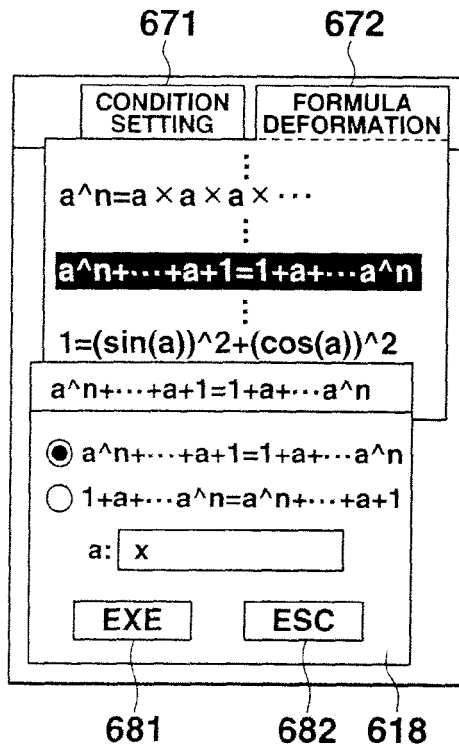 671 672
CONDITION SETTING FORMULA DEFORMATION
⋮
a^n=a×a×a×···
⋮
a^n+···+a+1=1+a+···a^n
⋮
1=(sin(a))^2+(cos(a))^2
a^n+···+a+1=1+a+···a^n
a^n+···+a+1=1+a+···a^n
1+a+···a^n=a^n+···+a+1
a: x
EXE ESC
681 682 618